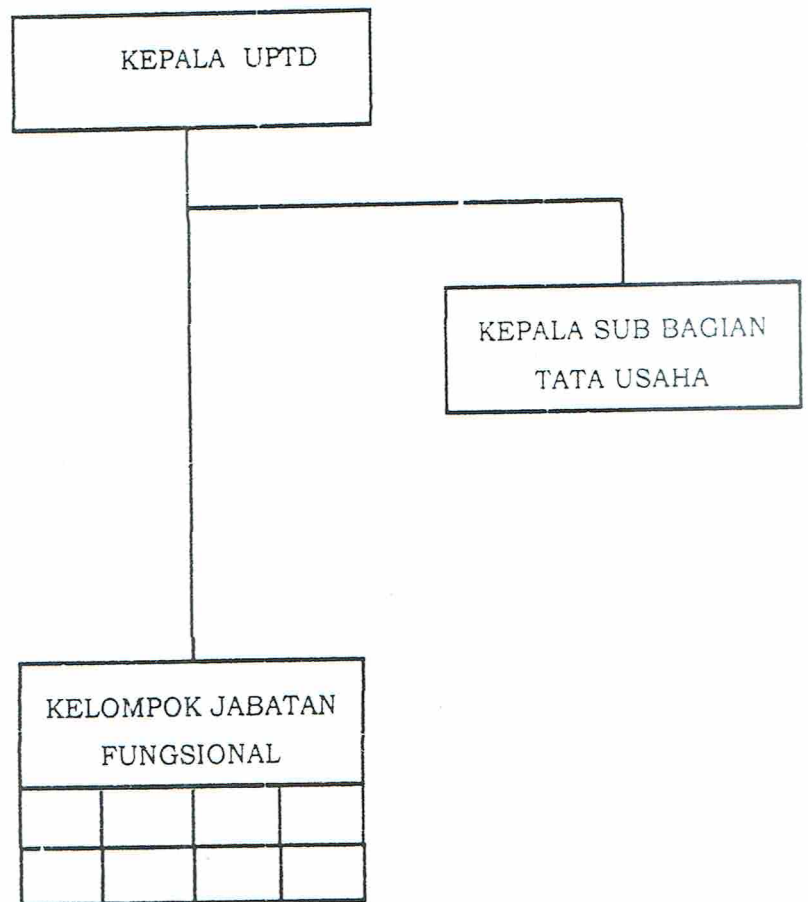 KEPALA UPTD
KEPALA SUB BAGIAN
TATA USAHA
KELOMPOK JABATAN
FUNGSIONAL